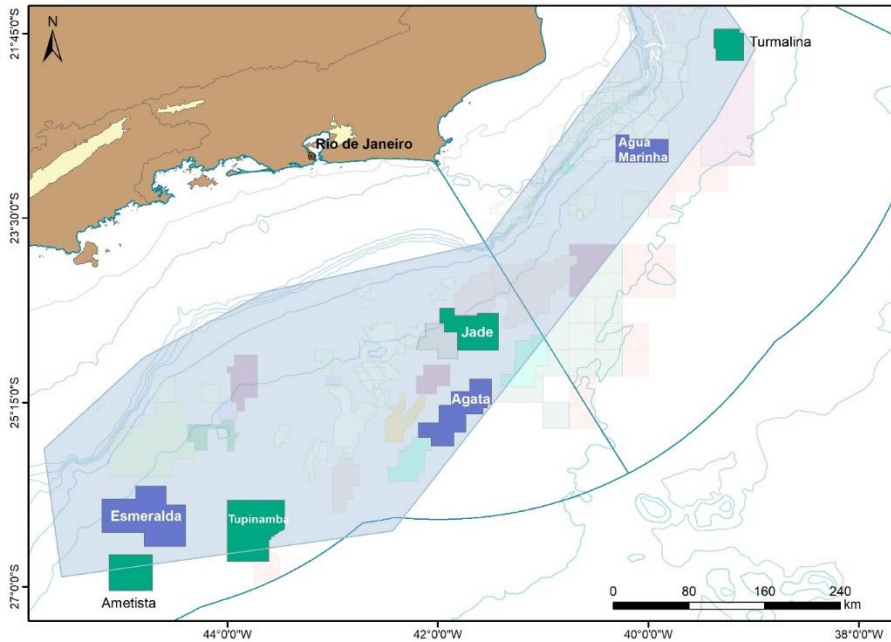 N
21°45'0"S
23°30'0"S
25°15'0"S
27°0'0"S
Turmalina
Rio de Janeiro
Agua
Marinha
Jade
Agata
Esmeralda
Tupinamba
Ametista
0 80 160 240
km
44°0'0"W 42°0'0"W 40°0'0"W 38°0'0"W